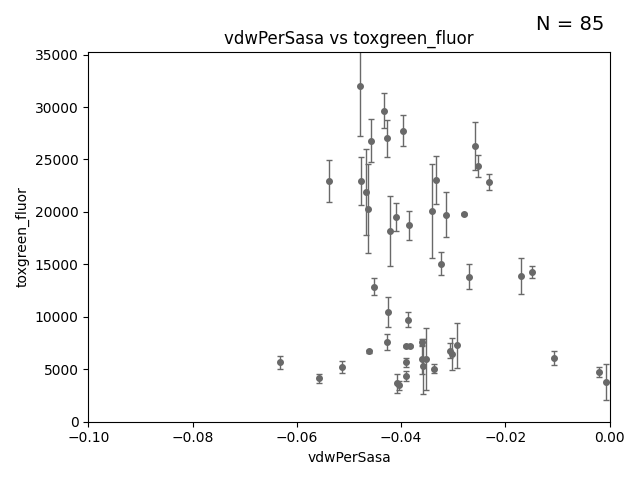 N = 85
vdwPerSasa vs toxgreen_fluor
35000
30000
25000
20000
15000
10000
5000
0
toxgreen_fluor
−0.10 −0.08 −0.06 −0.04 −0.02 0.00
vdwPerSasa